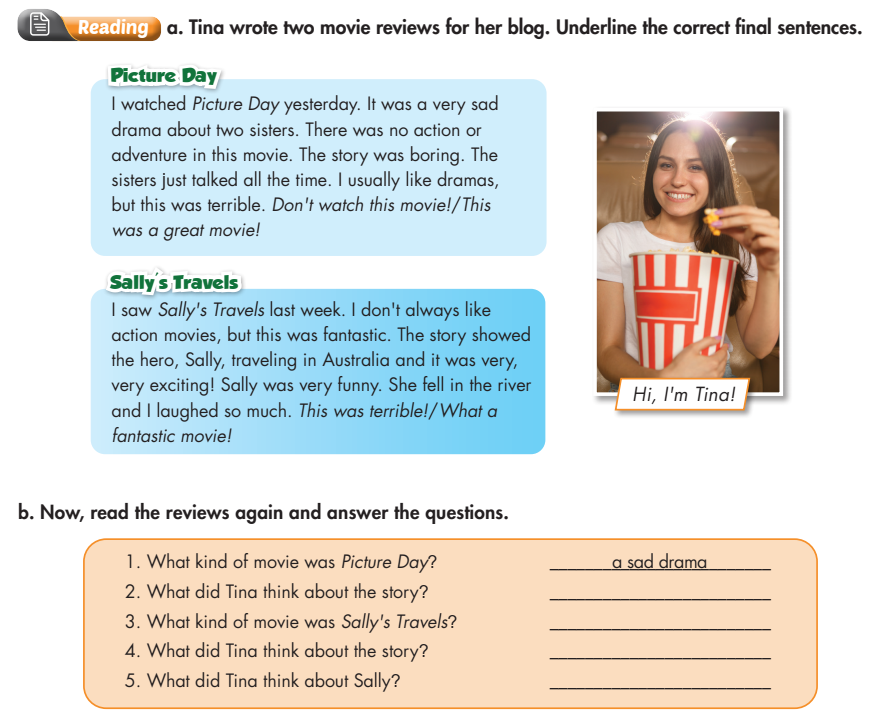 Reading a. Tina wrote two movie reviews for her blog. Underline the correct final sentences.
Picture Day
I watched Picture Day yesterday. It was a very sad
drama about two sisters. There was no action or
adventure in this movie. The story was boring. The
sisters just talked all the time. I usually like dramas,
but this was terrible. Don't watch this movie!/This
was a great movie!
Sally's Travels
I saw Sally's Travels last week. I don't always like
action movies, but this was fantastic. The story showed
the hero, Sally, traveling in Australia and it was very,
very exciting! Sally was very funny. She fell in the river
and I laughed so much. This was terrible!/What a
fantastic movie!
Hi, I'm Tina!
b. Now, read the reviews again and answer the questions.
1. What kind of movie was Picture Day? a sad drama
2. What did Tina think about the story?
3. What kind of movie was Sally's Travels?
4. What did Tina think about the story?
5. What did Tina think about Sally?